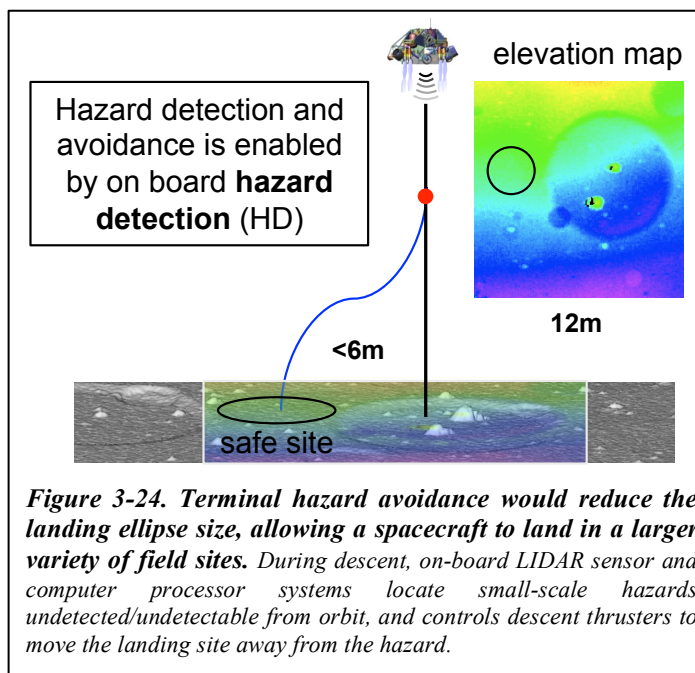 elevation map
Hazard detection and
avoidance is enabled
by on board hazard
detection (HD)
12m
<6m
safe site
Figure 3-24. Terminal hazard avoidance would reduce the
landing ellipse size, allowing a spacecraft to land in a larger
variety of field sites. During descent, on-board LIDAR sensor and
computer processor systems locate small-scale hazards
undetected/undetectable from orbit, and controls descent thrusters to
move the landing site away from the hazard.